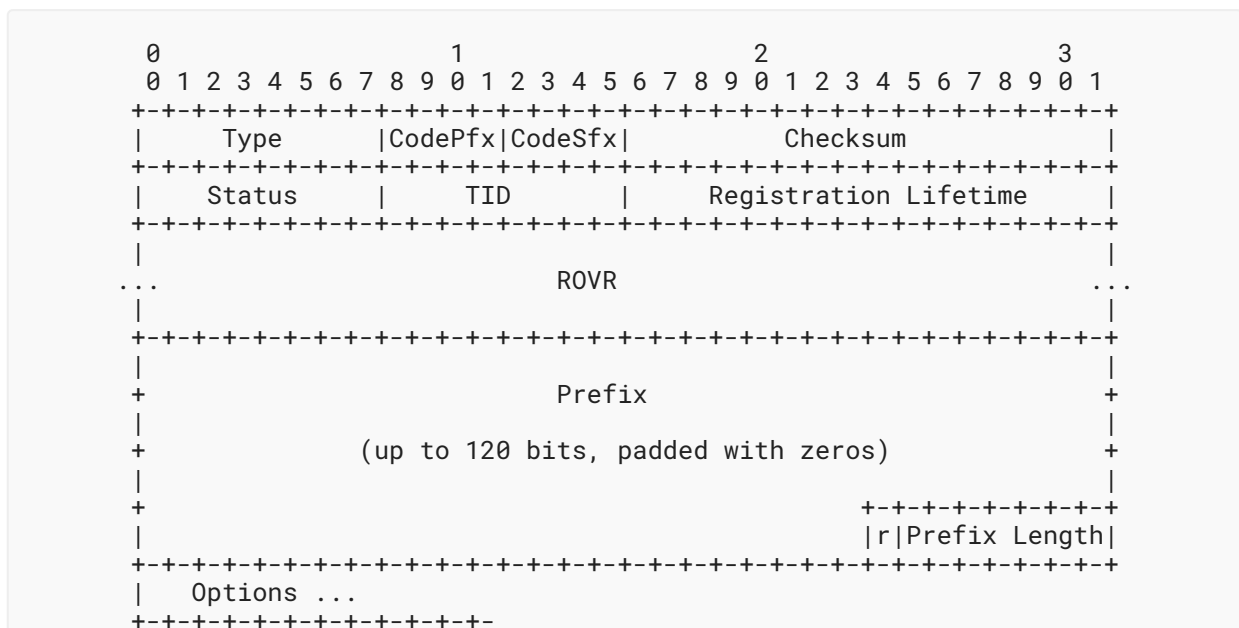 0                   1                   2                   3
 0 1 2 3 4 5 6 7 8 9 0 1 2 3 4 5 6 7 8 9 0 1 2 3 4 5 6 7 8 9 0 1
+-+-+-+-+-+-+-+-+-+-+-+-+-+-+-+-+-+-+-+-+-+-+-+-+-+-+-+-+-+-+-+-+
|     Type      |CodePfx|CodeSfx|          Checksum             |
+-+-+-+-+-+-+-+-+-+-+-+-+-+-+-+-+-+-+-+-+-+-+-+-+-+-+-+-+-+-+-+-+
|    Status     |     TID       |     Registration Lifetime     |
+-+-+-+-+-+-+-+-+-+-+-+-+-+-+-+-+-+-+-+-+-+-+-+-+-+-+-+-+-+-+-+-+
|                                                               |
...                         ROVR                               ...
|                                                               |
+-+-+-+-+-+-+-+-+-+-+-+-+-+-+-+-+-+-+-+-+-+-+-+-+-+-+-+-+-+-+-+-+
|                                                               |
+                           Prefix                              +
|                                                               |
+              (up to 120 bits, padded with zeros)              +
|                                                               |
+                                               +-+-+-+-+-+-+-+-+
|                                               |r|Prefix Length|
+-+-+-+-+-+-+-+-+-+-+-+-+-+-+-+-+-+-+-+-+-+-+-+-+-+-+-+-+-+-+-+-+
|   Options ...
+-+-+-+-+-+-+-+-+-+-+-+-